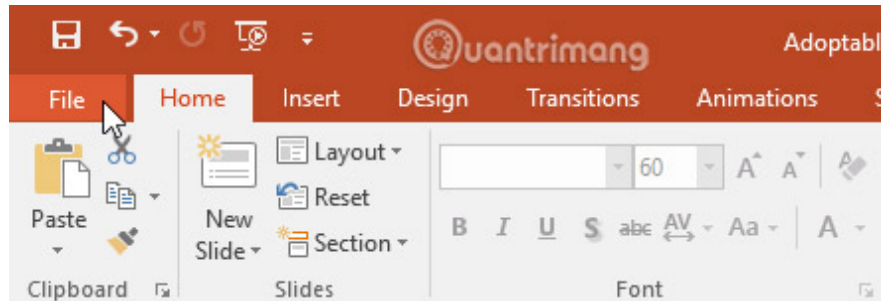 Quantrimang
Adoptabl
File Home Insert Design Transitions Animations S
Layout
60 A A A
Reset
Paste New
Slide
Section
B I U S abc AV Aa A
Clipboard Slides Font